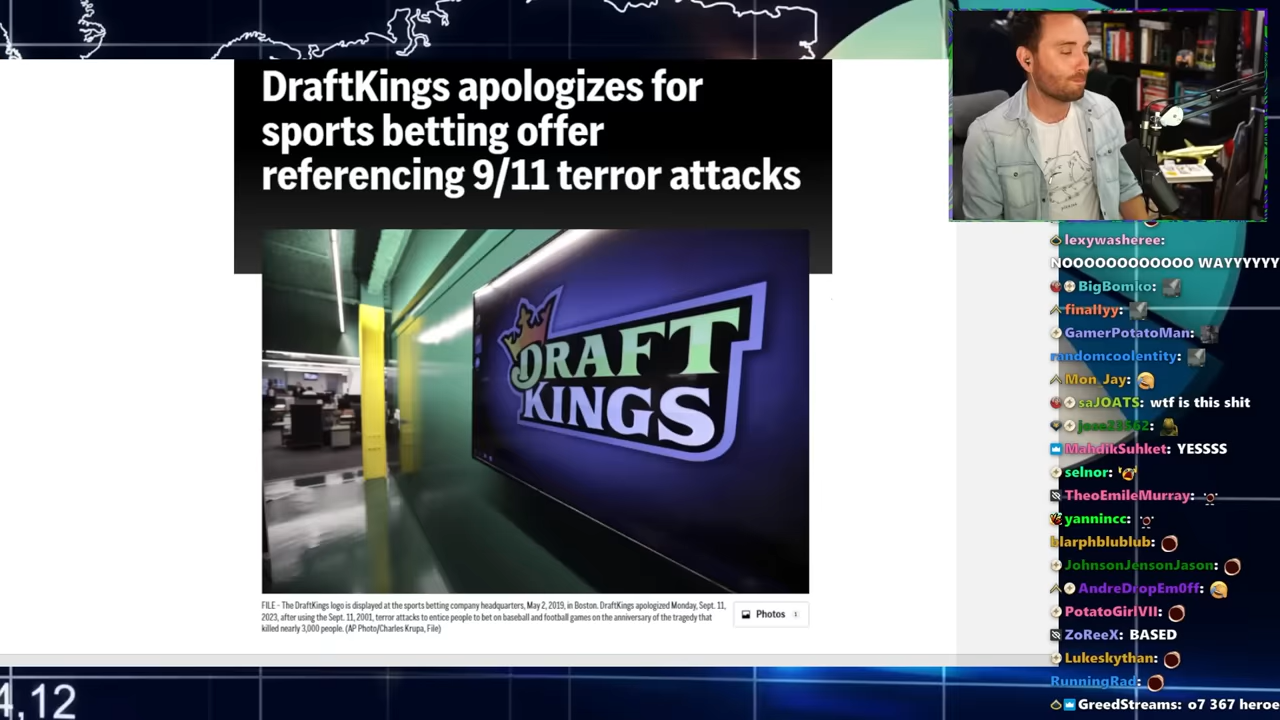 DraftKings apologizes for
sports betting offer
referencing 9/11 terror attacks
DRAFT
KINGS
FILE - The DraftKings logo is displayed at the sports betting company headquarters, May 2, 2019, in Boston. DraftKings apologized Monday, Sept. 11,
2023, after using the Sept. 11, 2001, terror attacks to entice people to bet on baseball and football games on the anniversary of the tragedy that
killed nearly 3,000 people. (AP Photo/Charles Krupa, File)
Photos 1
4,12
lexywasheree:
NOOOOOOOOOOOO WAYYYYYY
BigBomko:
finallyy:
GamerPotatoMan:
randomcoolentity:
Mon_Jay:
saJOATS: wtf is this shit
jose23662:
MahdikSuhket: YESSSS
selnor:
TheoEmileMurray:
yannincc:
blarphblublub:
JohnsonJensonJason:
AndreDropEm0ff:
PotatoGirlVII:
ZoReeX: BASED
Lukeskythan:
RunningRad:
GreedStreams: o7 367 heroe